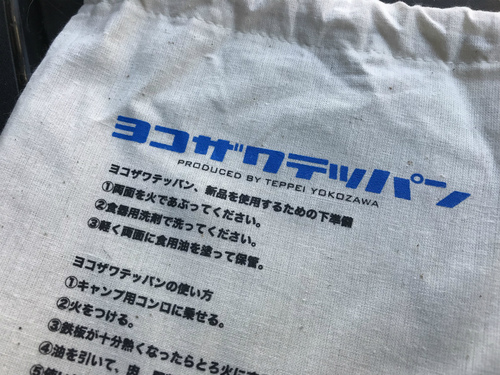 ヨコザワテッパン
PRODUCED BY TEPPEI YOKOZAWA
ヨコザワテッパン、新品を使用するための下準備
①両面を火であぶってください。
②食器用洗剤で洗ってください。
③軽く両面に食用油を塗って保管。
ヨコザワテッパンの使い方
①キャンプ用コンロに乗せる。
②火をつける。
③鉄板が十分熱くなったらとろ火に
④油を引いて、肉
⑤使い